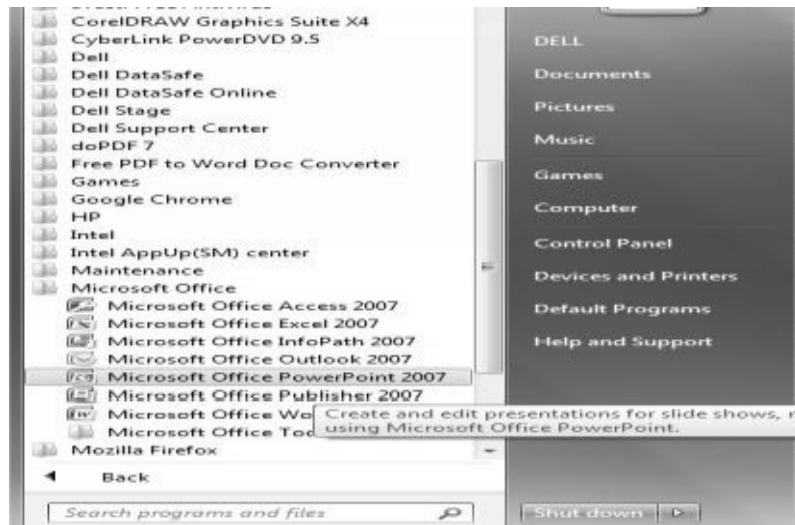 CorelDRAW Graphics Suite X4
CyberLink PowerDVD 9.5
Dell
Dell DataSafe
Dell DataSafe Online
Dell Stage
Dell Support Center
doPDF 7
Free PDF to Word Doc Converter
Games
Google Chrome
HP
Intel
Intel AppUp(SM) center
Maintenance
Microsoft Office
Microsoft Office Access 2007
Microsoft Office Excel 2007
Microsoft Office InfoPath 2007
Microsoft Office Outlook 2007
Microsoft Office PowerPoint 2007
Microsoft Office Publisher 2007
Microsoft Office Wo
Microsoft Office Too
Mozilla Firefox
Back
Search programs and files
DELL
Documents
Pictures
Music
Games
Computer
Control Panel
Devices and Printers
Default Programs
Help and Support
Create and edit presentations for slide shows,
using Microsoft Office PowerPoint.
Shut down